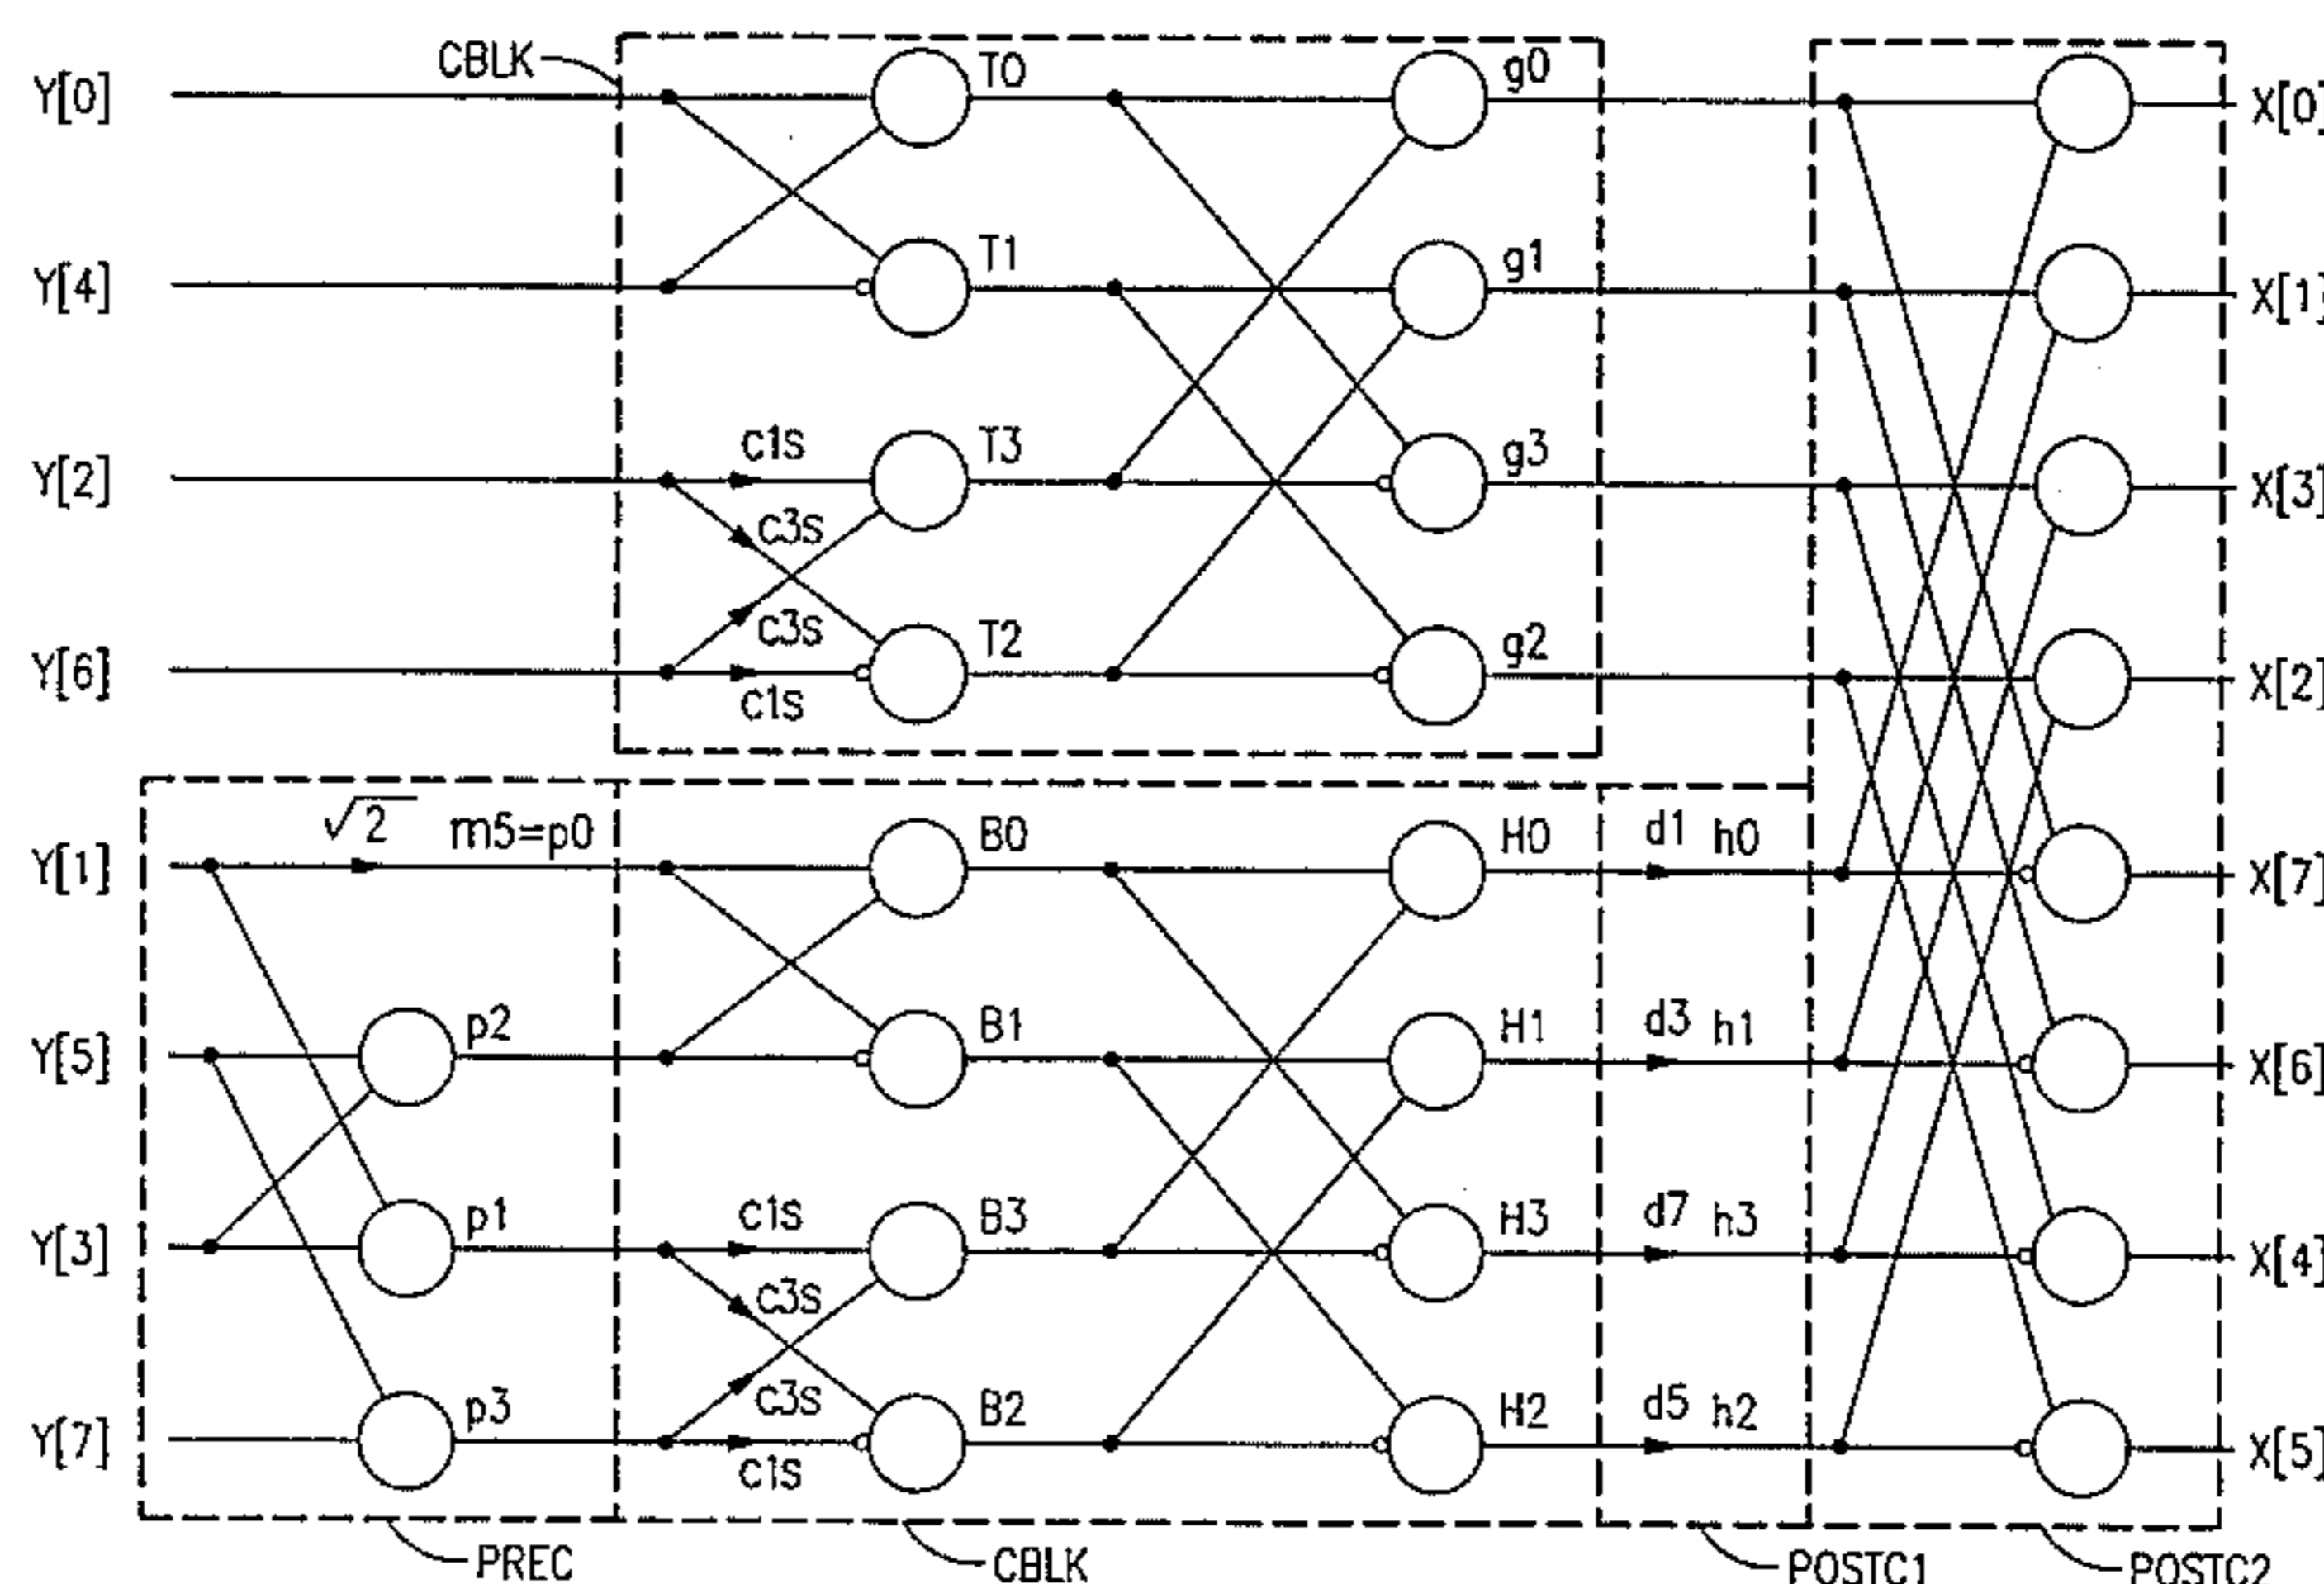 CBLK
Y[0] T0 g0 X[0]
Y[4] T1 g1 X[1]
Y[2] c1s T3 g3 X[3]
c3s
c3s
Y[6] T2 g2 X[2]
c1s
Y[1] √2 m5=p0 B0 H0 d1 h0 X[7]
Y[5] p2 B1 H1 d3 h1 X[6]
Y[3] p1 c1s B3 H3 d7 h3 X[4]
c3s
c3s
Y[7] p3 B2 H2 d5 h2 X[5]
c1s
PREC CBLK POSTC1 POSTC2